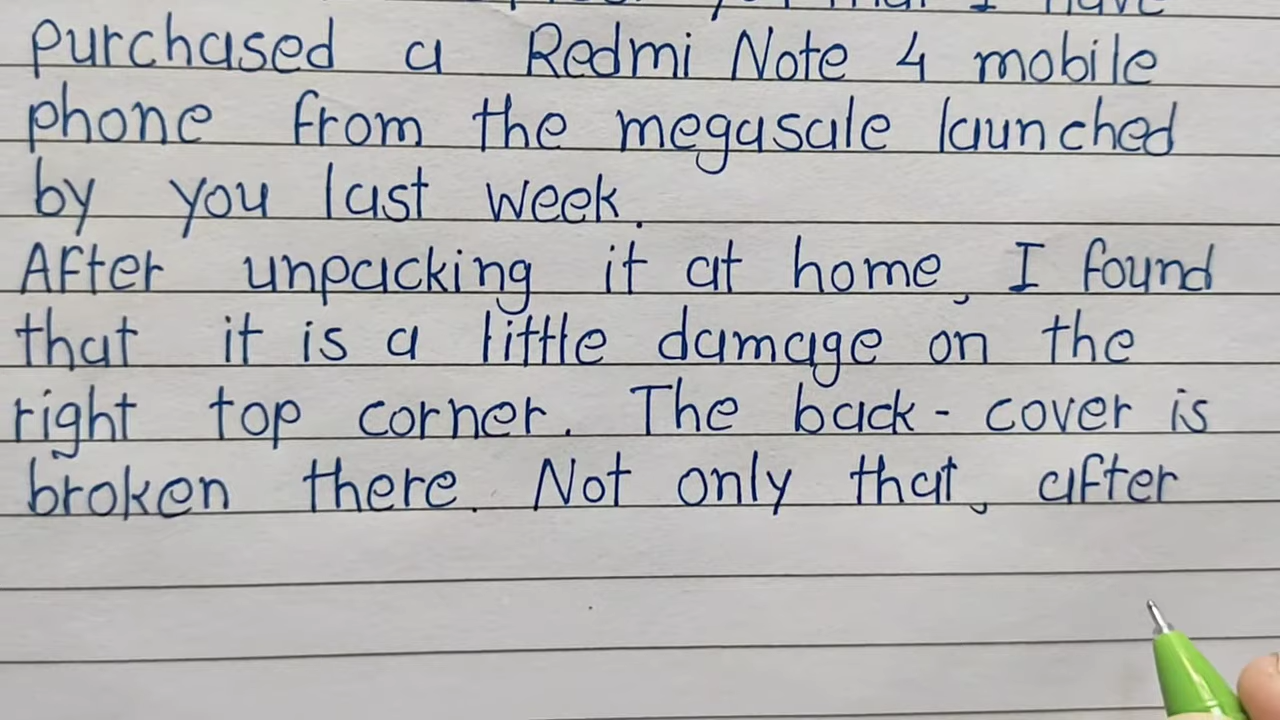 that I have
purchased a Redmi Note 4 mobile
phone from the megasale launched
by you last week.
After unpacking it at home, I found
that it is a little damage on the
right top corner. The back-cover is
broken there. Not only that, after